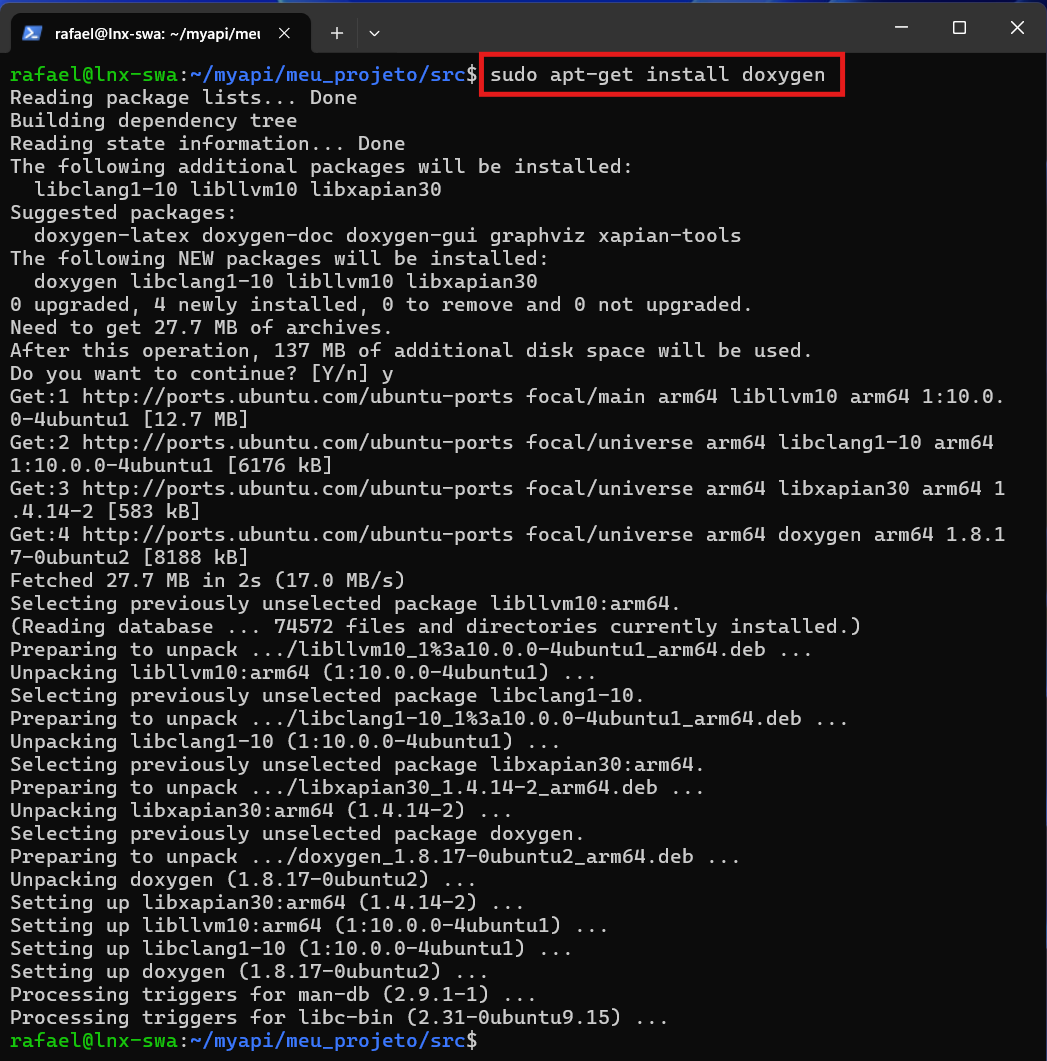 rafael@lnx-swa: ~/myapi/meu
rafael@lnx-swa:~/myapi/meu_projeto/src$ sudo apt-get install doxygen
Reading package lists... Done
Building dependency tree
Reading state information... Done
The following additional packages will be installed:
  libclang1-10 libllvm10 libxapian30
Suggested packages:
  doxygen-latex doxygen-doc doxygen-gui graphviz xapian-tools
The following NEW packages will be installed:
  doxygen libclang1-10 libllvm10 libxapian30
0 upgraded, 4 newly installed, 0 to remove and 0 not upgraded.
Need to get 27.7 MB of archives.
After this operation, 137 MB of additional disk space will be used.
Do you want to continue? [Y/n] y
Get:1 http://ports.ubuntu.com/ubuntu-ports focal/main arm64 libllvm10 arm64 1:10.0.
0-4ubuntu1 [12.7 MB]
Get:2 http://ports.ubuntu.com/ubuntu-ports focal/universe arm64 libclang1-10 arm64
1:10.0.0-4ubuntu1 [6176 kB]
Get:3 http://ports.ubuntu.com/ubuntu-ports focal/universe arm64 libxapian30 arm64 1
.4.14-2 [583 kB]
Get:4 http://ports.ubuntu.com/ubuntu-ports focal/universe arm64 doxygen arm64 1.8.1
7-0ubuntu2 [8188 kB]
Fetched 27.7 MB in 2s (17.0 MB/s)
Selecting previously unselected package libllvm10:arm64.
(Reading database ... 74572 files and directories currently installed.)
Preparing to unpack .../libllvm10_1%3a10.0.0-4ubuntu1_arm64.deb ...
Unpacking libllvm10:arm64 (1:10.0.0-4ubuntu1) ...
Selecting previously unselected package libclang1-10.
Preparing to unpack .../libclang1-10_1%3a10.0.0-4ubuntu1_arm64.deb ...
Unpacking libclang1-10 (1:10.0.0-4ubuntu1) ...
Selecting previously unselected package libxapian30:arm64.
Preparing to unpack .../libxapian30_1.4.14-2_arm64.deb ...
Unpacking libxapian30:arm64 (1.4.14-2) ...
Selecting previously unselected package doxygen.
Preparing to unpack .../doxygen_1.8.17-0ubuntu2_arm64.deb ...
Unpacking doxygen (1.8.17-0ubuntu2) ...
Setting up libxapian30:arm64 (1.4.14-2) ...
Setting up libllvm10:arm64 (1:10.0.0-4ubuntu1) ...
Setting up libclang1-10 (1:10.0.0-4ubuntu1) ...
Setting up doxygen (1.8.17-0ubuntu2) ...
Processing triggers for man-db (2.9.1-1) ...
Processing triggers for libc-bin (2.31-0ubuntu9.15) ...
rafael@lnx-swa:~/myapi/meu_projeto/src$